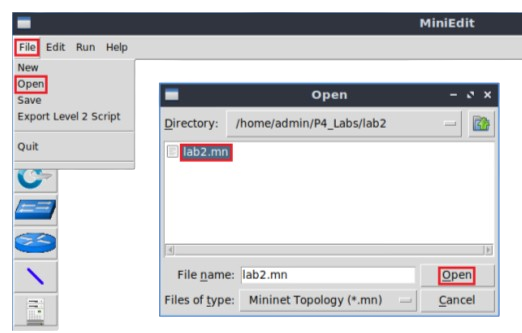 MiniEdit
File Edit Run Help
New
Open
Save
Export Level 2 Script
Quit
Open
Directory: /home/admin/P4_Labs/lab2
lab2.mn
File name: lab2.mn Open
Files of type: Mininet Topology (*.mn) Cancel